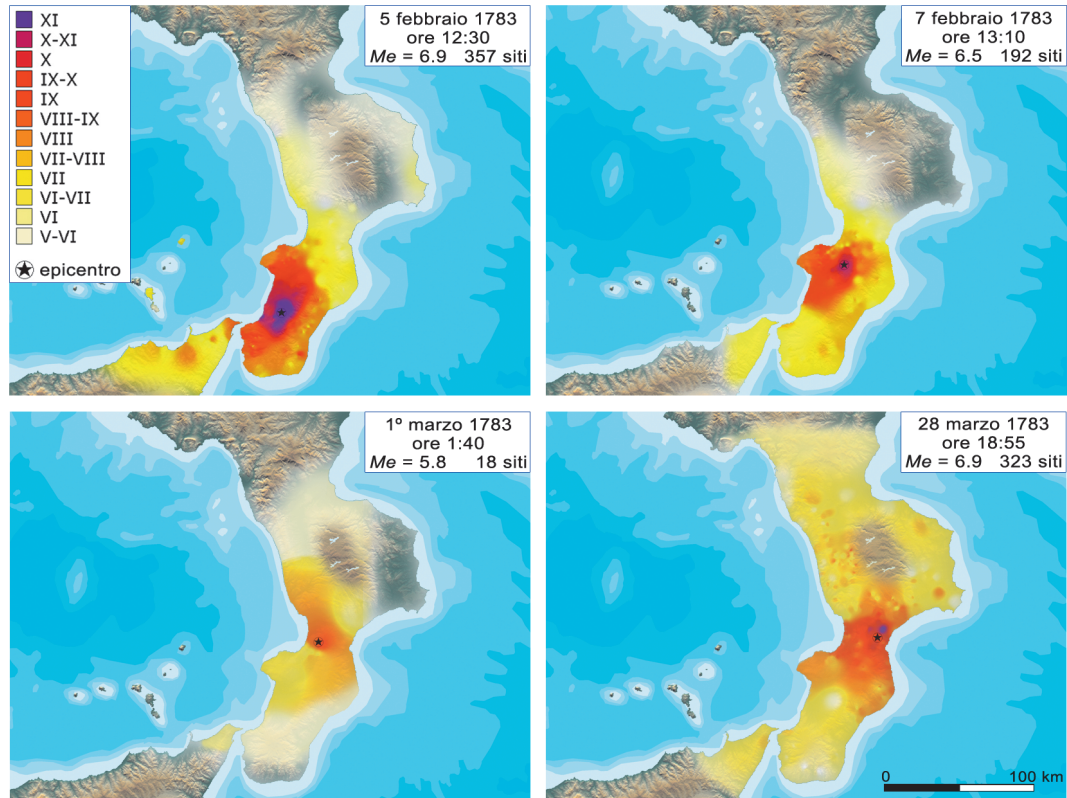 XI
X-XI
X
IX-X
IX
VIII-IX
VIII
VII-VIII
VII
VI-VII
VI
V-VI
epicentro
5 febbraio 1783
ore 12:30
Me = 6.9 357 siti
7 febbraio 1783
ore 13:10
Me = 6.5 192 siti
1º marzo 1783
ore 1:40
Me = 5.8 18 siti
28 marzo 1783
ore 18:55
Me = 6.9 323 siti
0 100 km